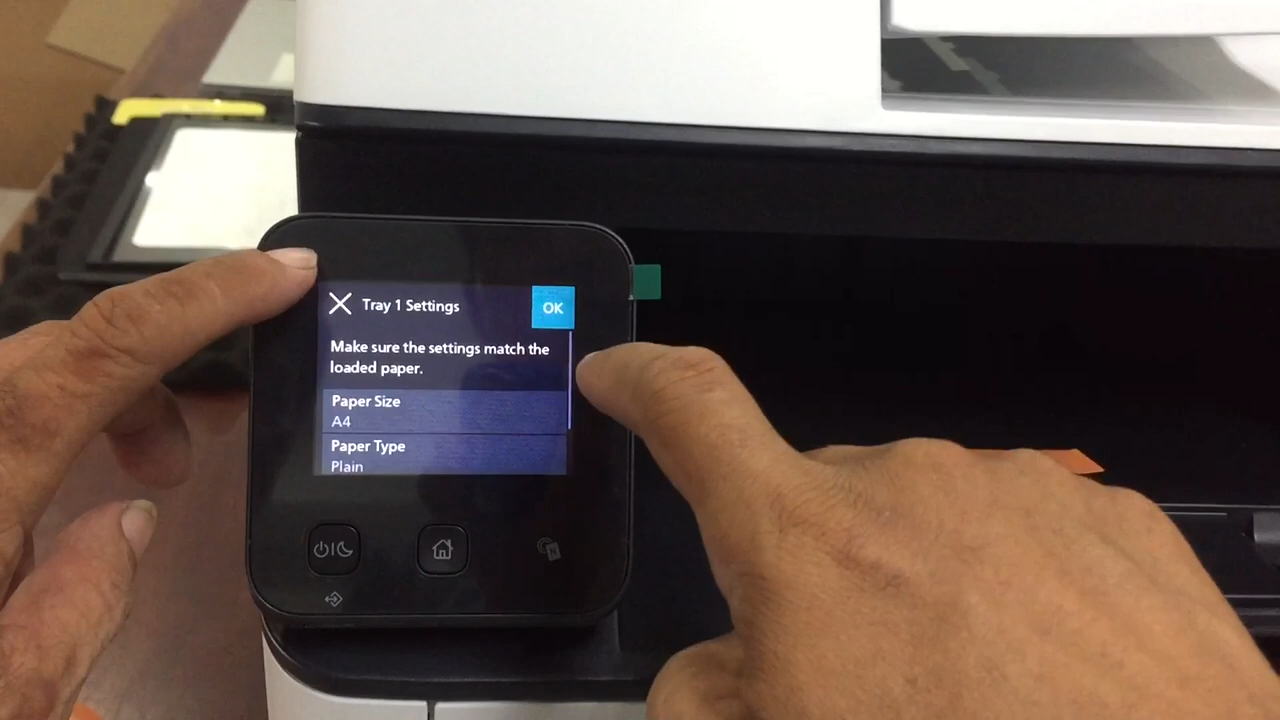 Tray 1 Settings
OK
Make sure the settings match the
loaded paper.
Paper Size
A4
Paper Type
Plain